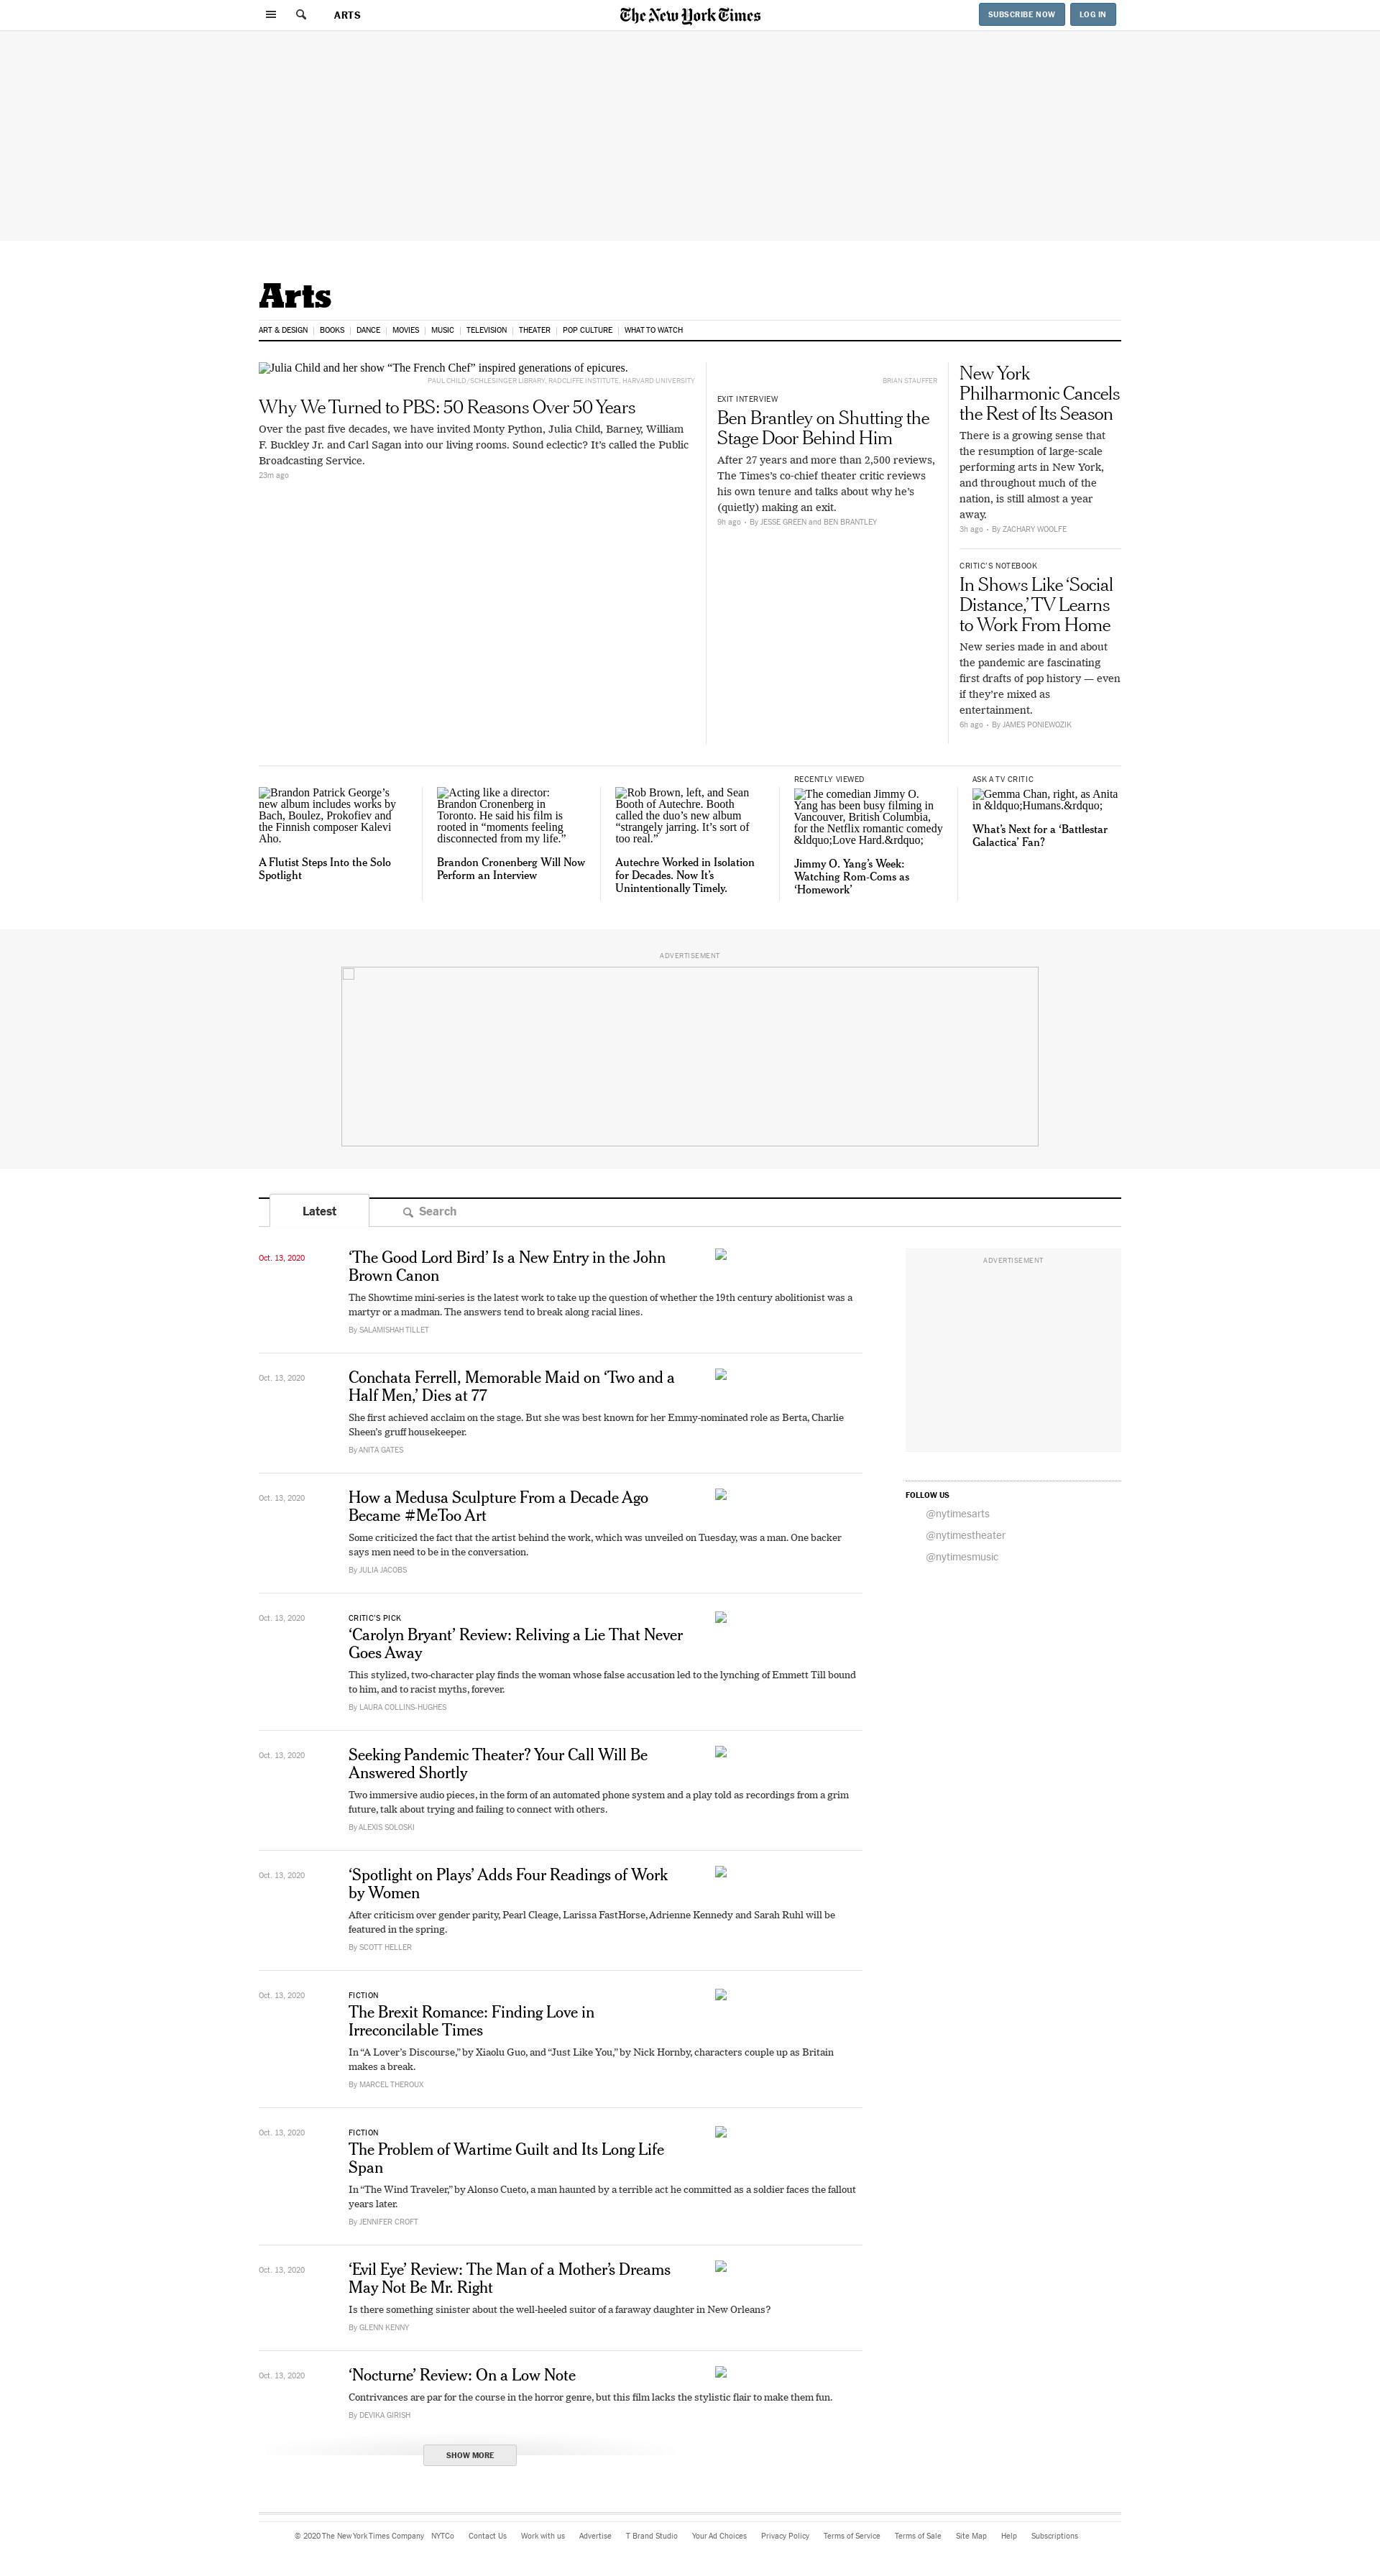 ARTS
The New York Times
SUBSCRIBE NOW
LOG IN
Arts
ART & DESIGN
BOOKS
DANCE
MOVIES
MUSIC
TELEVISION
THEATER
POP CULTURE
WHAT TO WATCH
Julia Child and her show “The French Chef” inspired generations of epicures.
PAUL CHILD/SCHLESINGER LIBRARY, RADCLIFFE INSTITUTE, HARVARD UNIVERSITY
Why We Turned to PBS: 50 Reasons Over 50 Years
Over the past five decades, we have invited Monty Python, Julia Child, Barney, William
F. Buckley Jr. and Carl Sagan into our living rooms. Sound eclectic? It’s called the Public
Broadcasting Service.
23m ago
BRIAN STAUFFER
EXIT INTERVIEW
Ben Brantley on Shutting the
Stage Door Behind Him
After 27 years and more than 2,500 reviews,
The Times’s co-chief theater critic reviews
his own tenure and talks about why he’s
(quietly) making an exit.
9h ago • By JESSE GREEN and BEN BRANTLEY
New York
Philharmonic Cancels
the Rest of Its Season
There is a growing sense that
the resumption of large-scale
performing arts in New York,
and throughout much of the
nation, is still almost a year
away.
3h ago • By ZACHARY WOOLFE
CRITIC’S NOTEBOOK
In Shows Like ‘Social
Distance,’ TV Learns
to Work From Home
New series made in and about
the pandemic are fascinating
first drafts of pop history — even
if they’re mixed as
entertainment.
6h ago • By JAMES PONIEWOZIK
Brandon Patrick George’s
new album includes works by
Bach, Boulez, Prokofiev and
the Finnish composer Kalevi
Aho.
A Flutist Steps Into the Solo
Spotlight
Acting like a director:
Brandon Cronenberg in
Toronto. He said his film is
rooted in “moments feeling
disconnected from my life.”
Brandon Cronenberg Will Now
Perform an Interview
Rob Brown, left, and Sean
Booth of Autechre. Booth
called the duo’s new album
“strangely jarring. It’s sort of
too real.”
Autechre Worked in Isolation
for Decades. Now It’s
Unintentionally Timely.
RECENTLY VIEWED
The comedian Jimmy O.
Yang has been busy filming in
Vancouver, British Columbia,
for the Netflix romantic comedy
&ldquo;Love Hard.&rdquo;
Jimmy O. Yang’s Week:
Watching Rom-Coms as
‘Homework’
ASK A TV CRITIC
Gemma Chan, right, as Anita
in &ldquo;Humans.&rdquo;
What’s Next for a ‘Battlestar
Galactica’ Fan?
ADVERTISEMENT
Latest
Search
Oct. 13, 2020
‘The Good Lord Bird’ Is a New Entry in the John
Brown Canon
The Showtime mini-series is the latest work to take up the question of whether the 19th century abolitionist was a
martyr or a madman. The answers tend to break along racial lines.
By SALAMISHAH TILLET
Oct. 13, 2020
Conchata Ferrell, Memorable Maid on ‘Two and a
Half Men,’ Dies at 77
She first achieved acclaim on the stage. But she was best known for her Emmy-nominated role as Berta, Charlie
Sheen’s gruff housekeeper.
By ANITA GATES
Oct. 13, 2020
How a Medusa Sculpture From a Decade Ago
Became #MeToo Art
Some criticized the fact that the artist behind the work, which was unveiled on Tuesday, was a man. One backer
says men need to be in the conversation.
By JULIA JACOBS
Oct. 13, 2020
CRITIC’S PICK
‘Carolyn Bryant’ Review: Reliving a Lie That Never
Goes Away
This stylized, two-character play finds the woman whose false accusation led to the lynching of Emmett Till bound
to him, and to racist myths, forever.
By LAURA COLLINS-HUGHES
Oct. 13, 2020
Seeking Pandemic Theater? Your Call Will Be
Answered Shortly
Two immersive audio pieces, in the form of an automated phone system and a play told as recordings from a grim
future, talk about trying and failing to connect with others.
By ALEXIS SOLOSKI
Oct. 13, 2020
‘Spotlight on Plays’ Adds Four Readings of Work
by Women
After criticism over gender parity, Pearl Cleage, Larissa FastHorse, Adrienne Kennedy and Sarah Ruhl will be
featured in the spring.
By SCOTT HELLER
Oct. 13, 2020
FICTION
The Brexit Romance: Finding Love in
Irreconcilable Times
In “A Lover’s Discourse,” by Xiaolu Guo, and “Just Like You,” by Nick Hornby, characters couple up as Britain
makes a break.
By MARCEL THEROUX
Oct. 13, 2020
FICTION
The Problem of Wartime Guilt and Its Long Life
Span
In “The Wind Traveler,” by Alonso Cueto, a man haunted by a terrible act he committed as a soldier faces the fallout
years later.
By JENNIFER CROFT
Oct. 13, 2020
‘Evil Eye’ Review: The Man of a Mother’s Dreams
May Not Be Mr. Right
Is there something sinister about the well-heeled suitor of a faraway daughter in New Orleans?
By GLENN KENNY
Oct. 13, 2020
‘Nocturne’ Review: On a Low Note
Contrivances are par for the course in the horror genre, but this film lacks the stylistic flair to make them fun.
By DEVIKA GIRISH
SHOW MORE
ADVERTISEMENT
FOLLOW US
@nytimesarts
@nytimestheater
@nytimesmusic
© 2020 The New York Times Company
NYTCo
Contact Us
Work with us
Advertise
T Brand Studio
Your Ad Choices
Privacy Policy
Terms of Service
Terms of Sale
Site Map
Help
Subscriptions